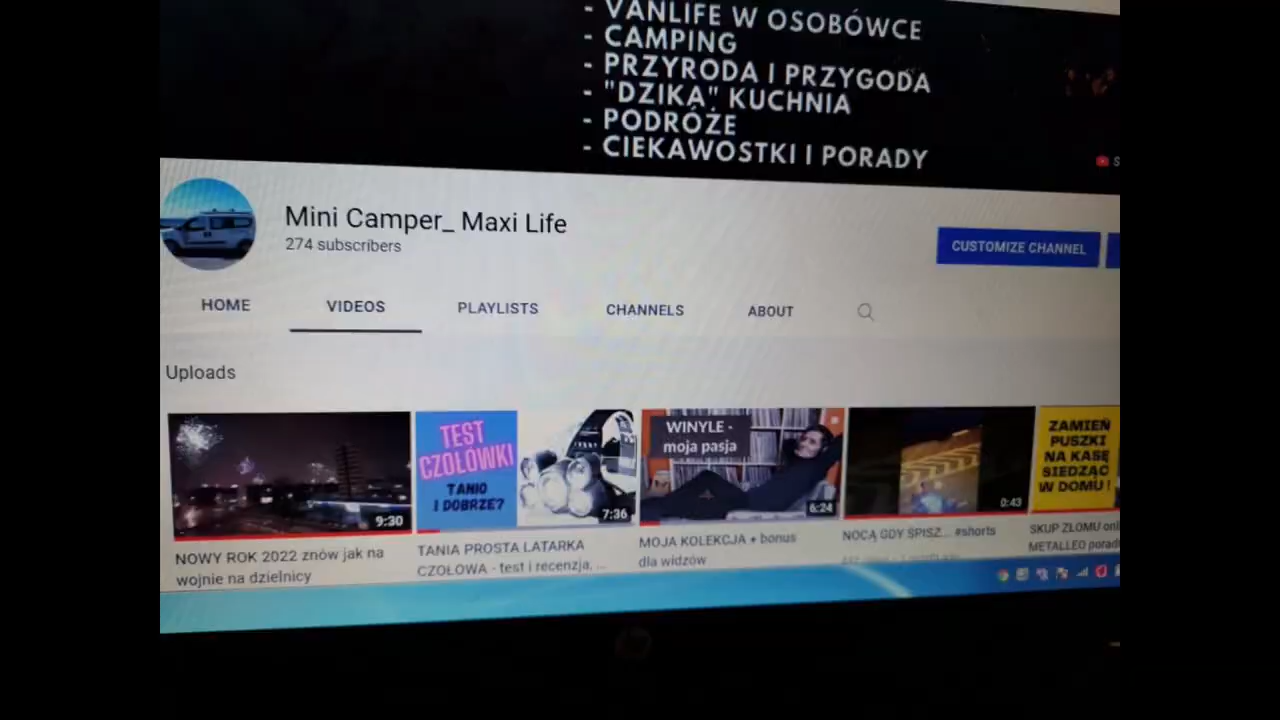 - VANLIFE W OSOBÓWCE
- CAMPING
- PRZYRODA I PRZYGODA
- "DZIKA" KUCHNIA
- PODRÓŻE
- CIEKAWOSTKI I PORADY
S
Mini Camper_ Maxi Life
274 subscribers
CUSTOMIZE CHANNEL
HOME
VIDEOS
PLAYLISTS
CHANNELS
ABOUT
Uploads
9:30
NOWY ROK 2022 znów jak na
wojnie na dzielnicy
TEST
CZOŁÓWKI
TANIO
I DOBRZE?
7:36
TANIA PROSTA LATARKA
CZOŁOWA - test i recenzja, ...
WINYLE -
moja pasja
6:24
MOJA KOLEKCJA + bonus
dla widzów
0:43
NOCĄ GDY ŚPISZ... #shorts
ZAMIEŃ
PUSZKI
NA KASĘ
SIEDZĄC
W DOMU !
SKUP ZŁOMU onl
METALLEO porad